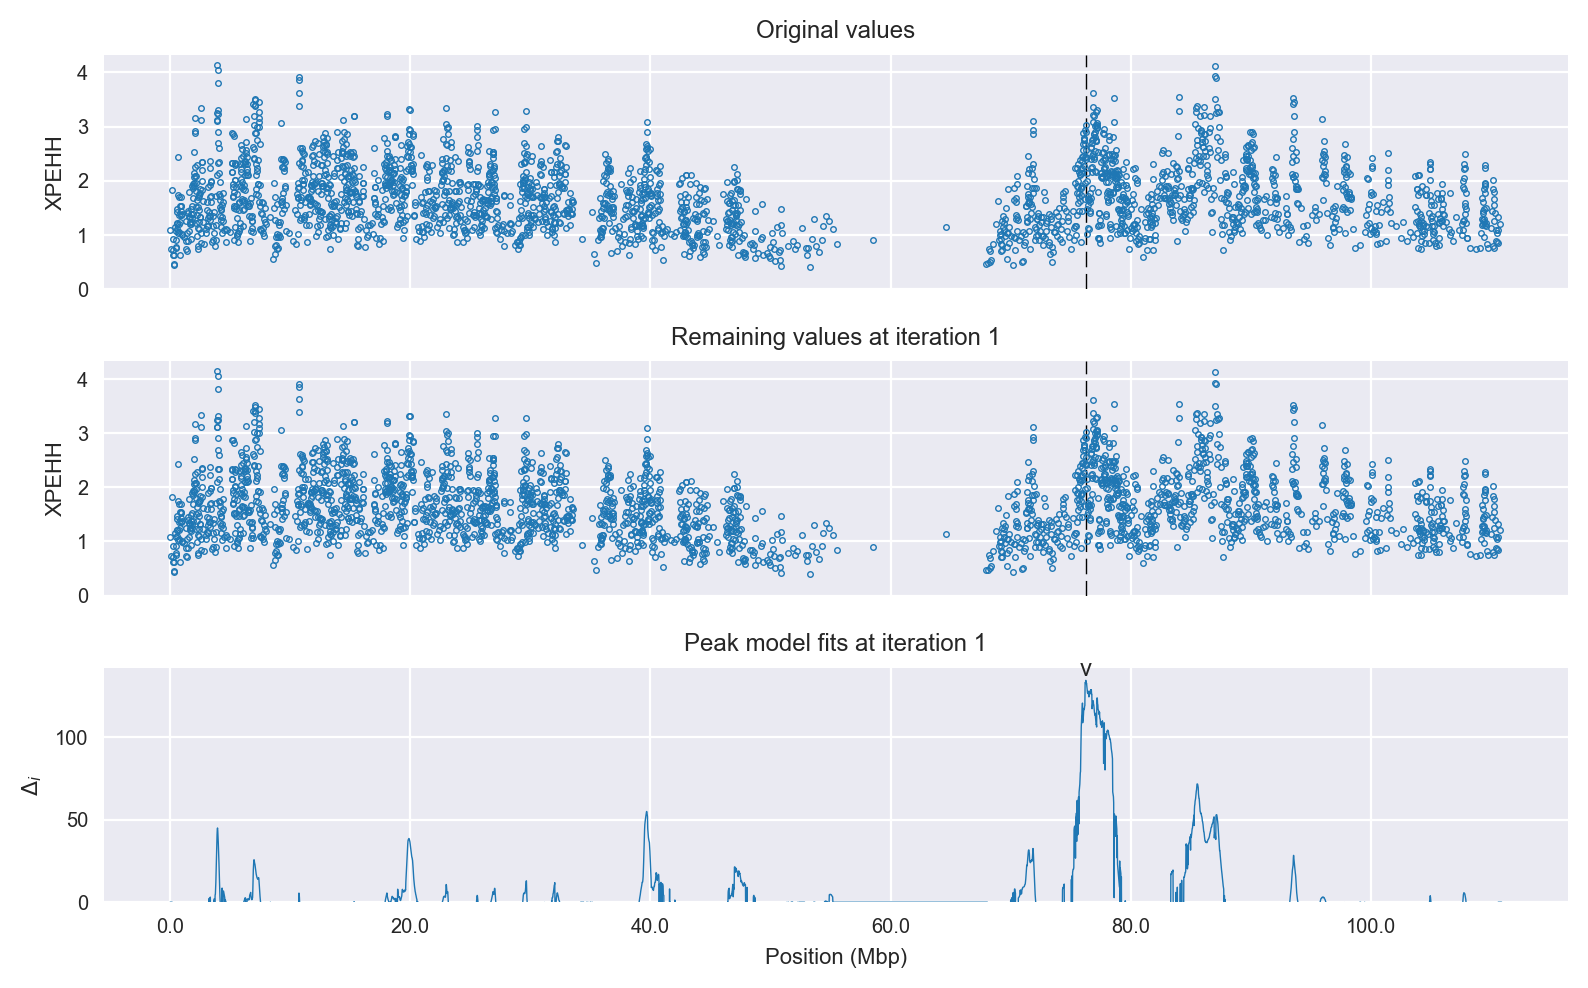 Original values
XPEHH
4
3
2
1
0
Remaining values at iteration 1
XPEHH
4
3
2
1
0
Peak model fits at iteration 1
v
Δi
100
50
0
0.0 20.0 40.0 60.0 80.0 100.0
Position (Mbp)